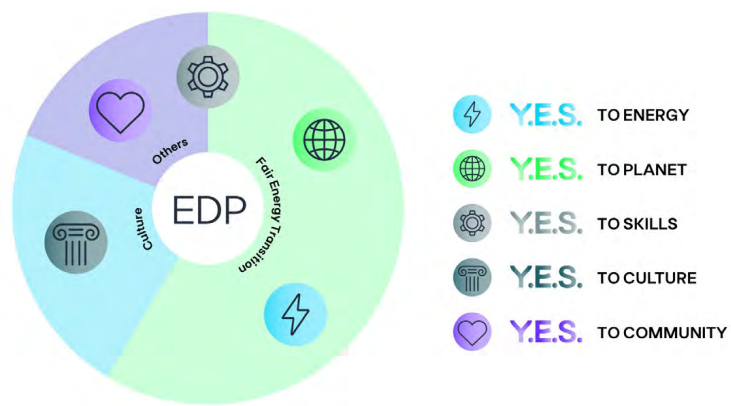 Others
Fair Energy Transition
EDP
Culture
Y.E.S. TO ENERGY
Y.E.S. TO PLANET
Y.E.S. TO SKILLS
Y.E.S. TO CULTURE
Y.E.S. TO COMMUNITY